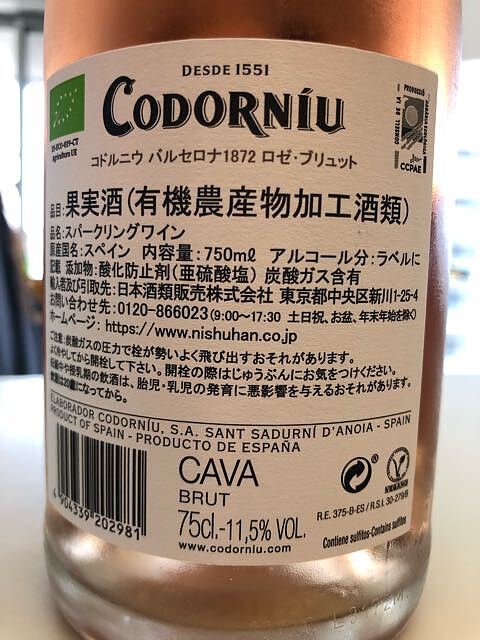 DESDE 1551
CODORNÍU
ES-ECO-019-CT
Agricultura UE
コドルニウ バルセロナ1872 ロゼ・ブリュット
CCPAE
品目:果実酒(有機農産物加工酒類)
品名:スパークリングワイン
原産国名:スペイン 内容量:750mℓ アルコール分:ラベルに
記載 添加物:酸化防止剤(亜硫酸塩) 炭酸ガス含有
輸入者及び引取先:日本酒類販売株式会社 東京都中央区新川1-25-4
お問い合わせ先:0120-866023(9:00～17:30 土日祝、お盆、年末年始を除く)
ホームページ: https://www.nishuhan.co.jp
ご注意:炭酸ガスの圧力で栓が勢いよく飛び出すおそれがあります。
よく冷やしてから開栓して下さい。開栓の際はじゅうぶんにお気をつけください。
妊娠中や授乳期の飲酒は、胎児・乳児の発育に悪影響を与えるおそれがあります。
飲酒は20歳になってから。
ELABORADOR CODORNÍU, S.A. SANT SADURNÍ D'ANOIA - SPAIN
PRODUCT OF SPAIN - PRODUCTO DE ESPAÑA
CAVA
BRUT
75cl.-11,5% VOL.
www.codorniu.com
4 904339 202981
VEGANO
R.E. 375-B-ES / R.S.I. 30-279/B
Contiene sulfitos-Contains sulfites